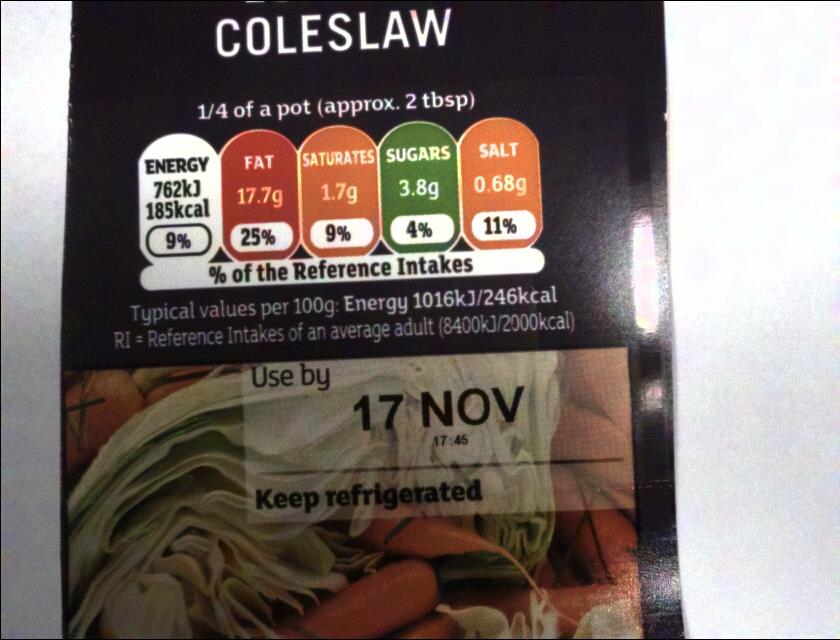 COLESLAW
1/4 of a pot (approx. 2 tbsp)
ENERGY 762kJ 185kcal 9%
FAT 17.7g 25%
SATURATES 1.7g 9%
SUGARS 3.8g 4%
SALT 0.68g 11%
% of the Reference Intakes
Typical values per 100g: Energy 1016kJ/246kcal
RI = Reference Intakes of an average adult (8400kJ/2000kcal)
Use by
17 NOV
17:45
Keep refrigerated